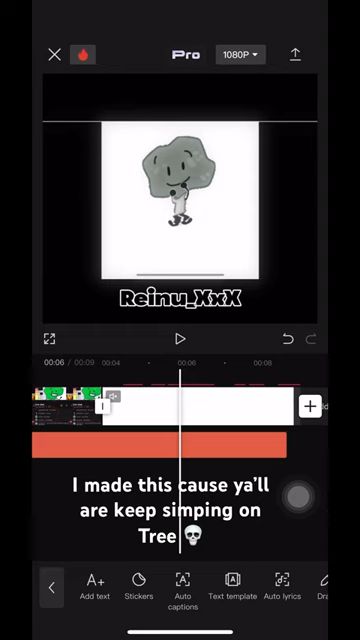 Pro
1080P
Reinu_XxX
00:06 / 00:09
00:04
00:06
00:08
I made this cause ya'll
are keep simping on
Tree 💀
A+
Add text
Stickers
Auto
captions
Text template
Auto lyrics
Dra